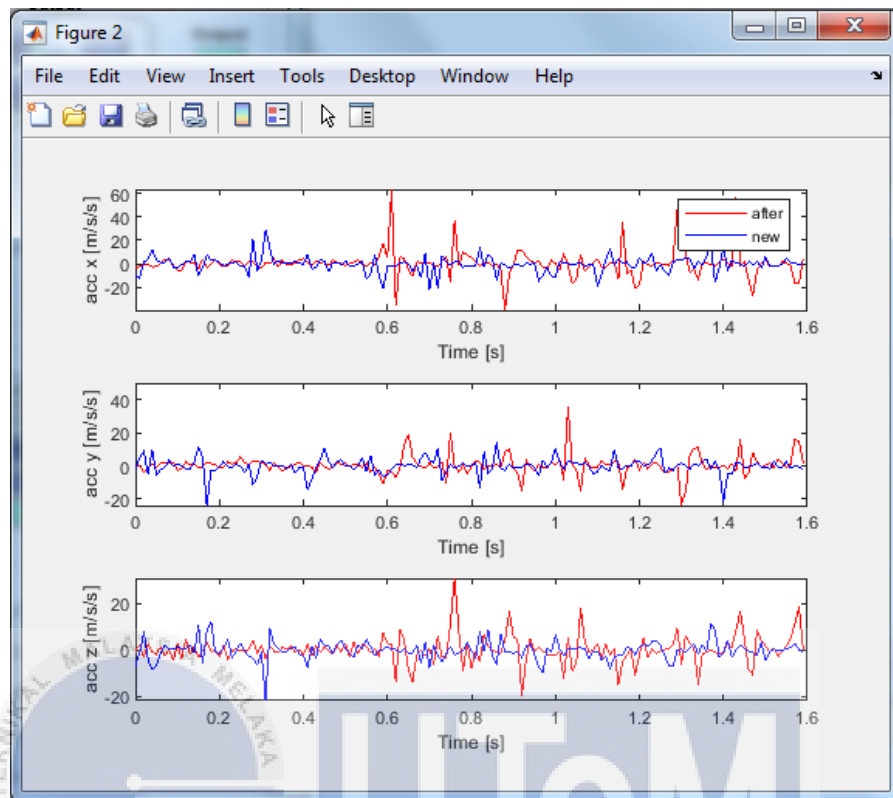 Figure 2
File Edit View Insert Tools Desktop Window Help
60
40
20
0
-20
acc x [m/s/s]
after
new
0 0.2 0.4 0.6 0.8 1 1.2 1.4 1.6
Time [s]
40
20
0
-20
acc y [m/s/s]
0 0.2 0.4 0.6 0.8 1 1.2 1.4 1.6
Time [s]
20
0
-20
acc z [m/s/s]
0 0.2 0.4 0.6 0.8 1 1.2 1.4 1.6
Time [s]
MELAKA
UTeM